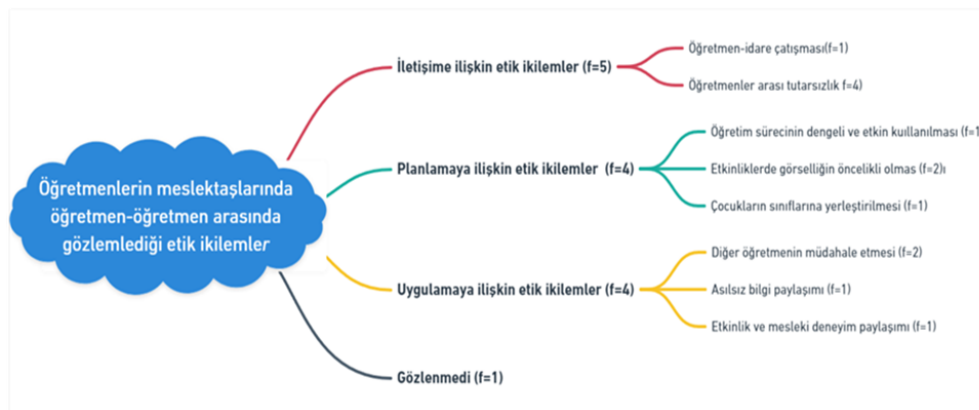 Öğretmenlerin meslektaşlarında
öğretmen-öğretmen arasında
gözlemlediği etik ikilemler
İletişime ilişkin etik ikilemler (f=5)
Öğretmen-idare çatışması(f=1)
Öğretmenler arası tutarsızlık f=4)
Planlamaya ilişkin etik ikilemler (f=4)
Öğretim sürecinin dengeli ve etkin kuıllanılması (f=1
Etkinliklerde görselliğin öncelikli olmas (f=2)ı
Çocukların sınıflarına yerleştirilmesi (f=1)
Uygulamaya ilişkin etik ikilemler (f=4)
Diğer öğretmenin müdahale etmesi (f=2)
Asılsız bilgi paylaşımı (f=1)
Etkinlik ve mesleki deneyim paylaşımı (f=1)
Gözlenmedi (f=1)